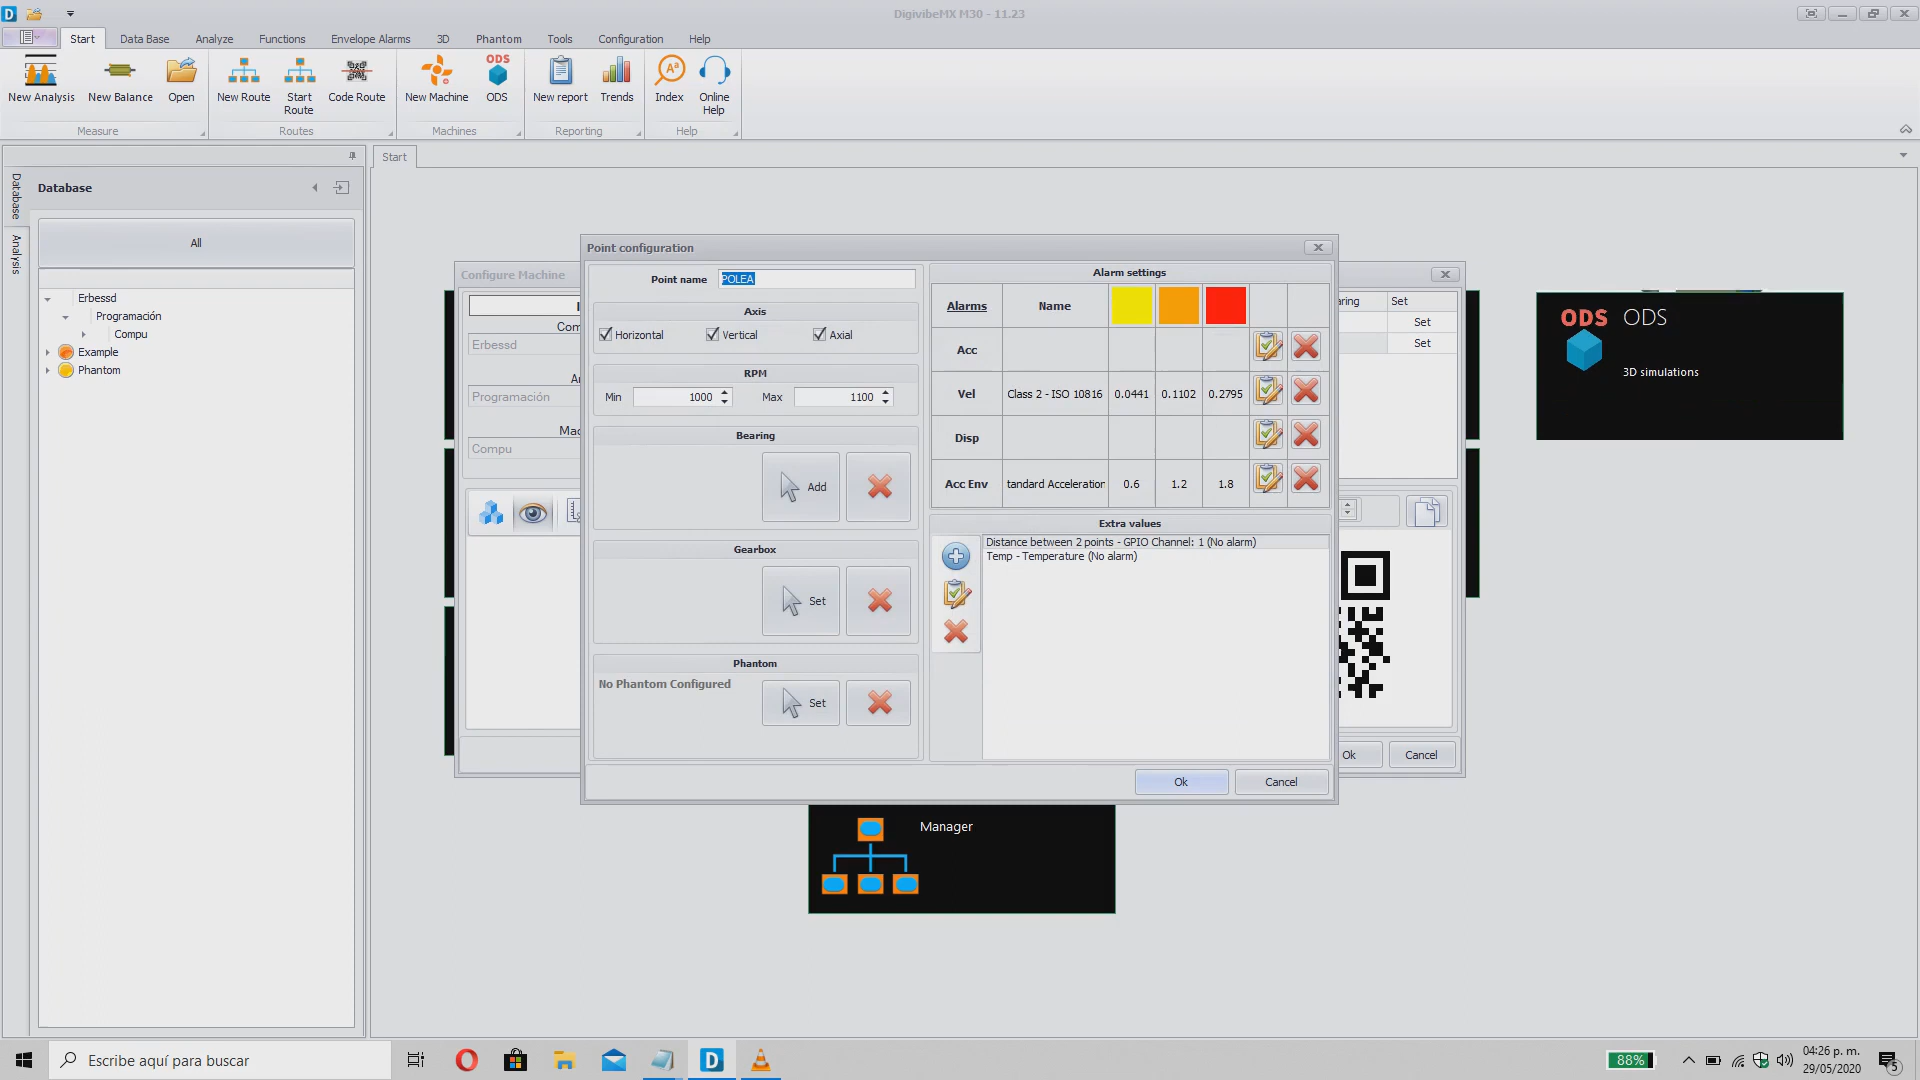 DigivibeMX M30 - 11.23
Start
Data Base
Analyze
Functions
Envelope Alarms
3D
Phantom
Tools
Configuration
Help
New Analysis
New Balance
Open
New Route
Start
Route
Code Route
New Machine
ODS
ODS
New report
Trends
Index
Online
Help
Measure
Routes
Machines
Reporting
Help
Start
Database
Analysis
Database
All
Erbessd
Programación
Compu
Example
Phantom
Configure Machine
Com
Erbessd
Programación
Mac
Compu
Set
Set
Set
Ok
Cancel
Point configuration
Point name POLEA
Axis
Horizontal Vertical Axial
RPM
Min 1000 Max 1100
Bearing
Add
Gearbox
Set
Phantom
No Phantom Configured
Set
Alarm settings
Alarms Name
Acc
Vel Class 2 - ISO 10816 0.0441 0.1102 0.2795
Disp
Acc Env tandard Acceleration 0.6 1.2 1.8
Extra values
Distance between 2 points - GPIO Channel: 1 (No alarm)
Temp - Temperature (No alarm)
Ok
Cancel
ODS ODS
3D simulations
Manager
Escribe aquí para buscar
88%
04:26 p. m.
29/05/2020
5